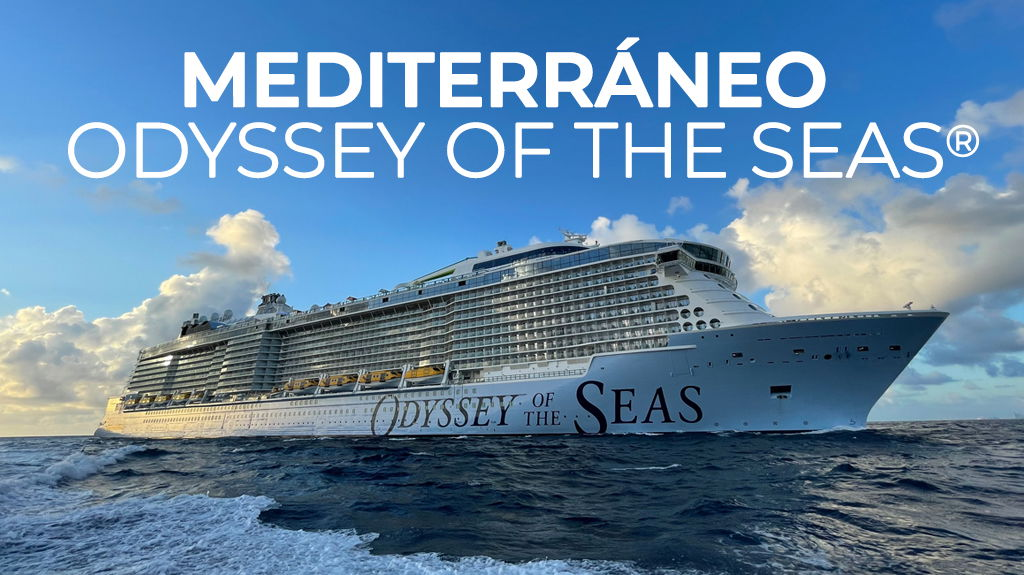 MEDITERRÁNEO
ODYSSEY OF THE SEAS®
ODYSSEY OF THE SEAS